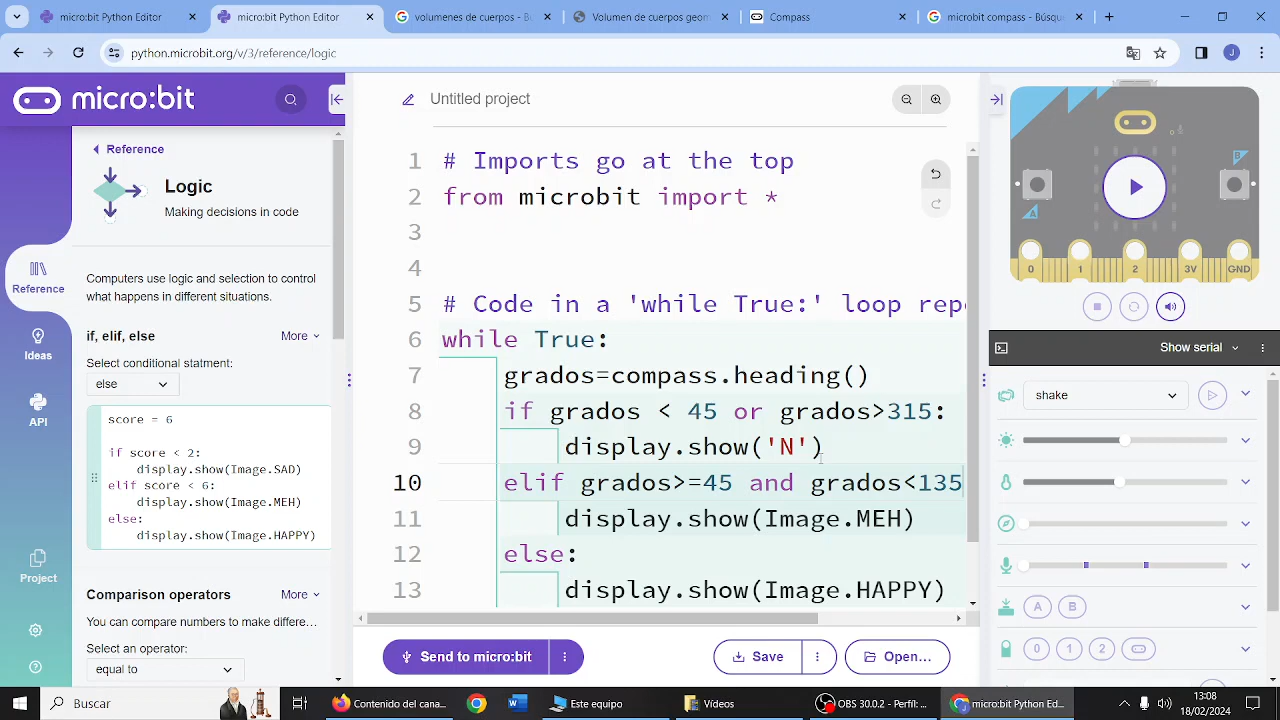 micro:bit Python Editor
micro:bit Python Editor
volumenes de cuerpos - B
Volumen de cuerpos geom
Compass
microbit compass - Búsqu
python.microbit.org/v/3/reference/logic
J
micro:bit
Untitled project
Reference
Logic
Making decisions in code
Reference
Ideas
API
Project
Computers use logic and selection to control
what happens in different situations.
if, elif, else
More
Select conditional statment:
else
score = 6
if score < 2:
display.show(Image.SAD)
elif score < 6:
display.show(Image.MEH)
else:
display.show(Image.HAPPY)
Comparison operators
More
You can compare numbers to make differe...
Select an operator:
equal to
1 # Imports go at the top
2 from microbit import *
3
4
5 # Code in a 'while True:' loop rep
6 while True:
7 grados=compass.heading()
8 if grados < 45 or grados>315:
9 display.show('N')
10 elif grados>=45 and grados<135
11 display.show(Image.MEH)
12 else:
13 display.show(Image.HAPPY)
Send to micro:bit
Save
Open...
A
B
0 1 2 3V GND
Show serial
shake
A B
0 1 2
Buscar
Contenido del cana...
Este equipo
Vídeos
OBS 30.0.2 - Perfil: ...
micro:bit Python Ed...
13:08
18/02/2024